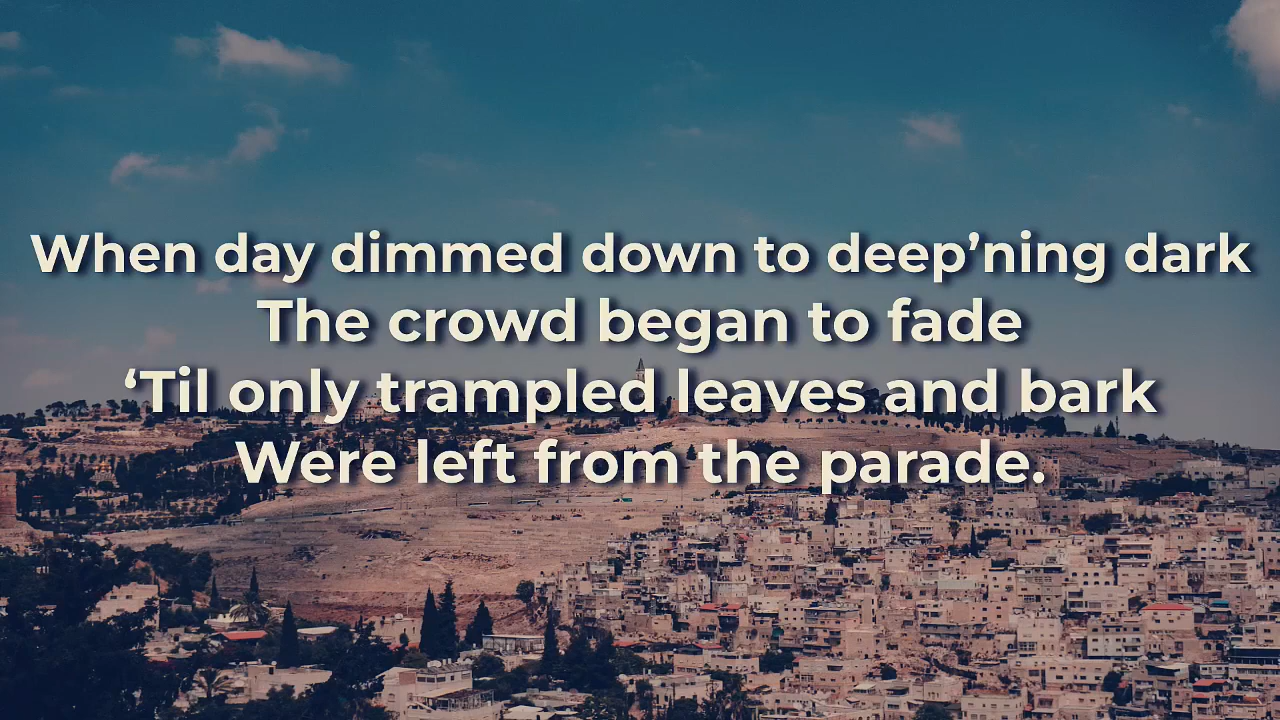 When day dimmed down to deep’ning dark
The crowd began to fade
‘Til only trampled leaves and bark
Were left from the parade.